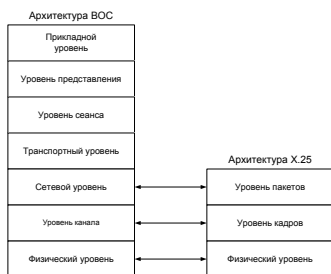 Архитектура ВОС
Прикладной
уровень
Уровень представления
Уровень сеанса
Транспортный уровень
Архитектура X.25
Сетевой уровень
Уровень пакетов
Уровень канала
Уровень кадров
Физический уровень
Физический уровень